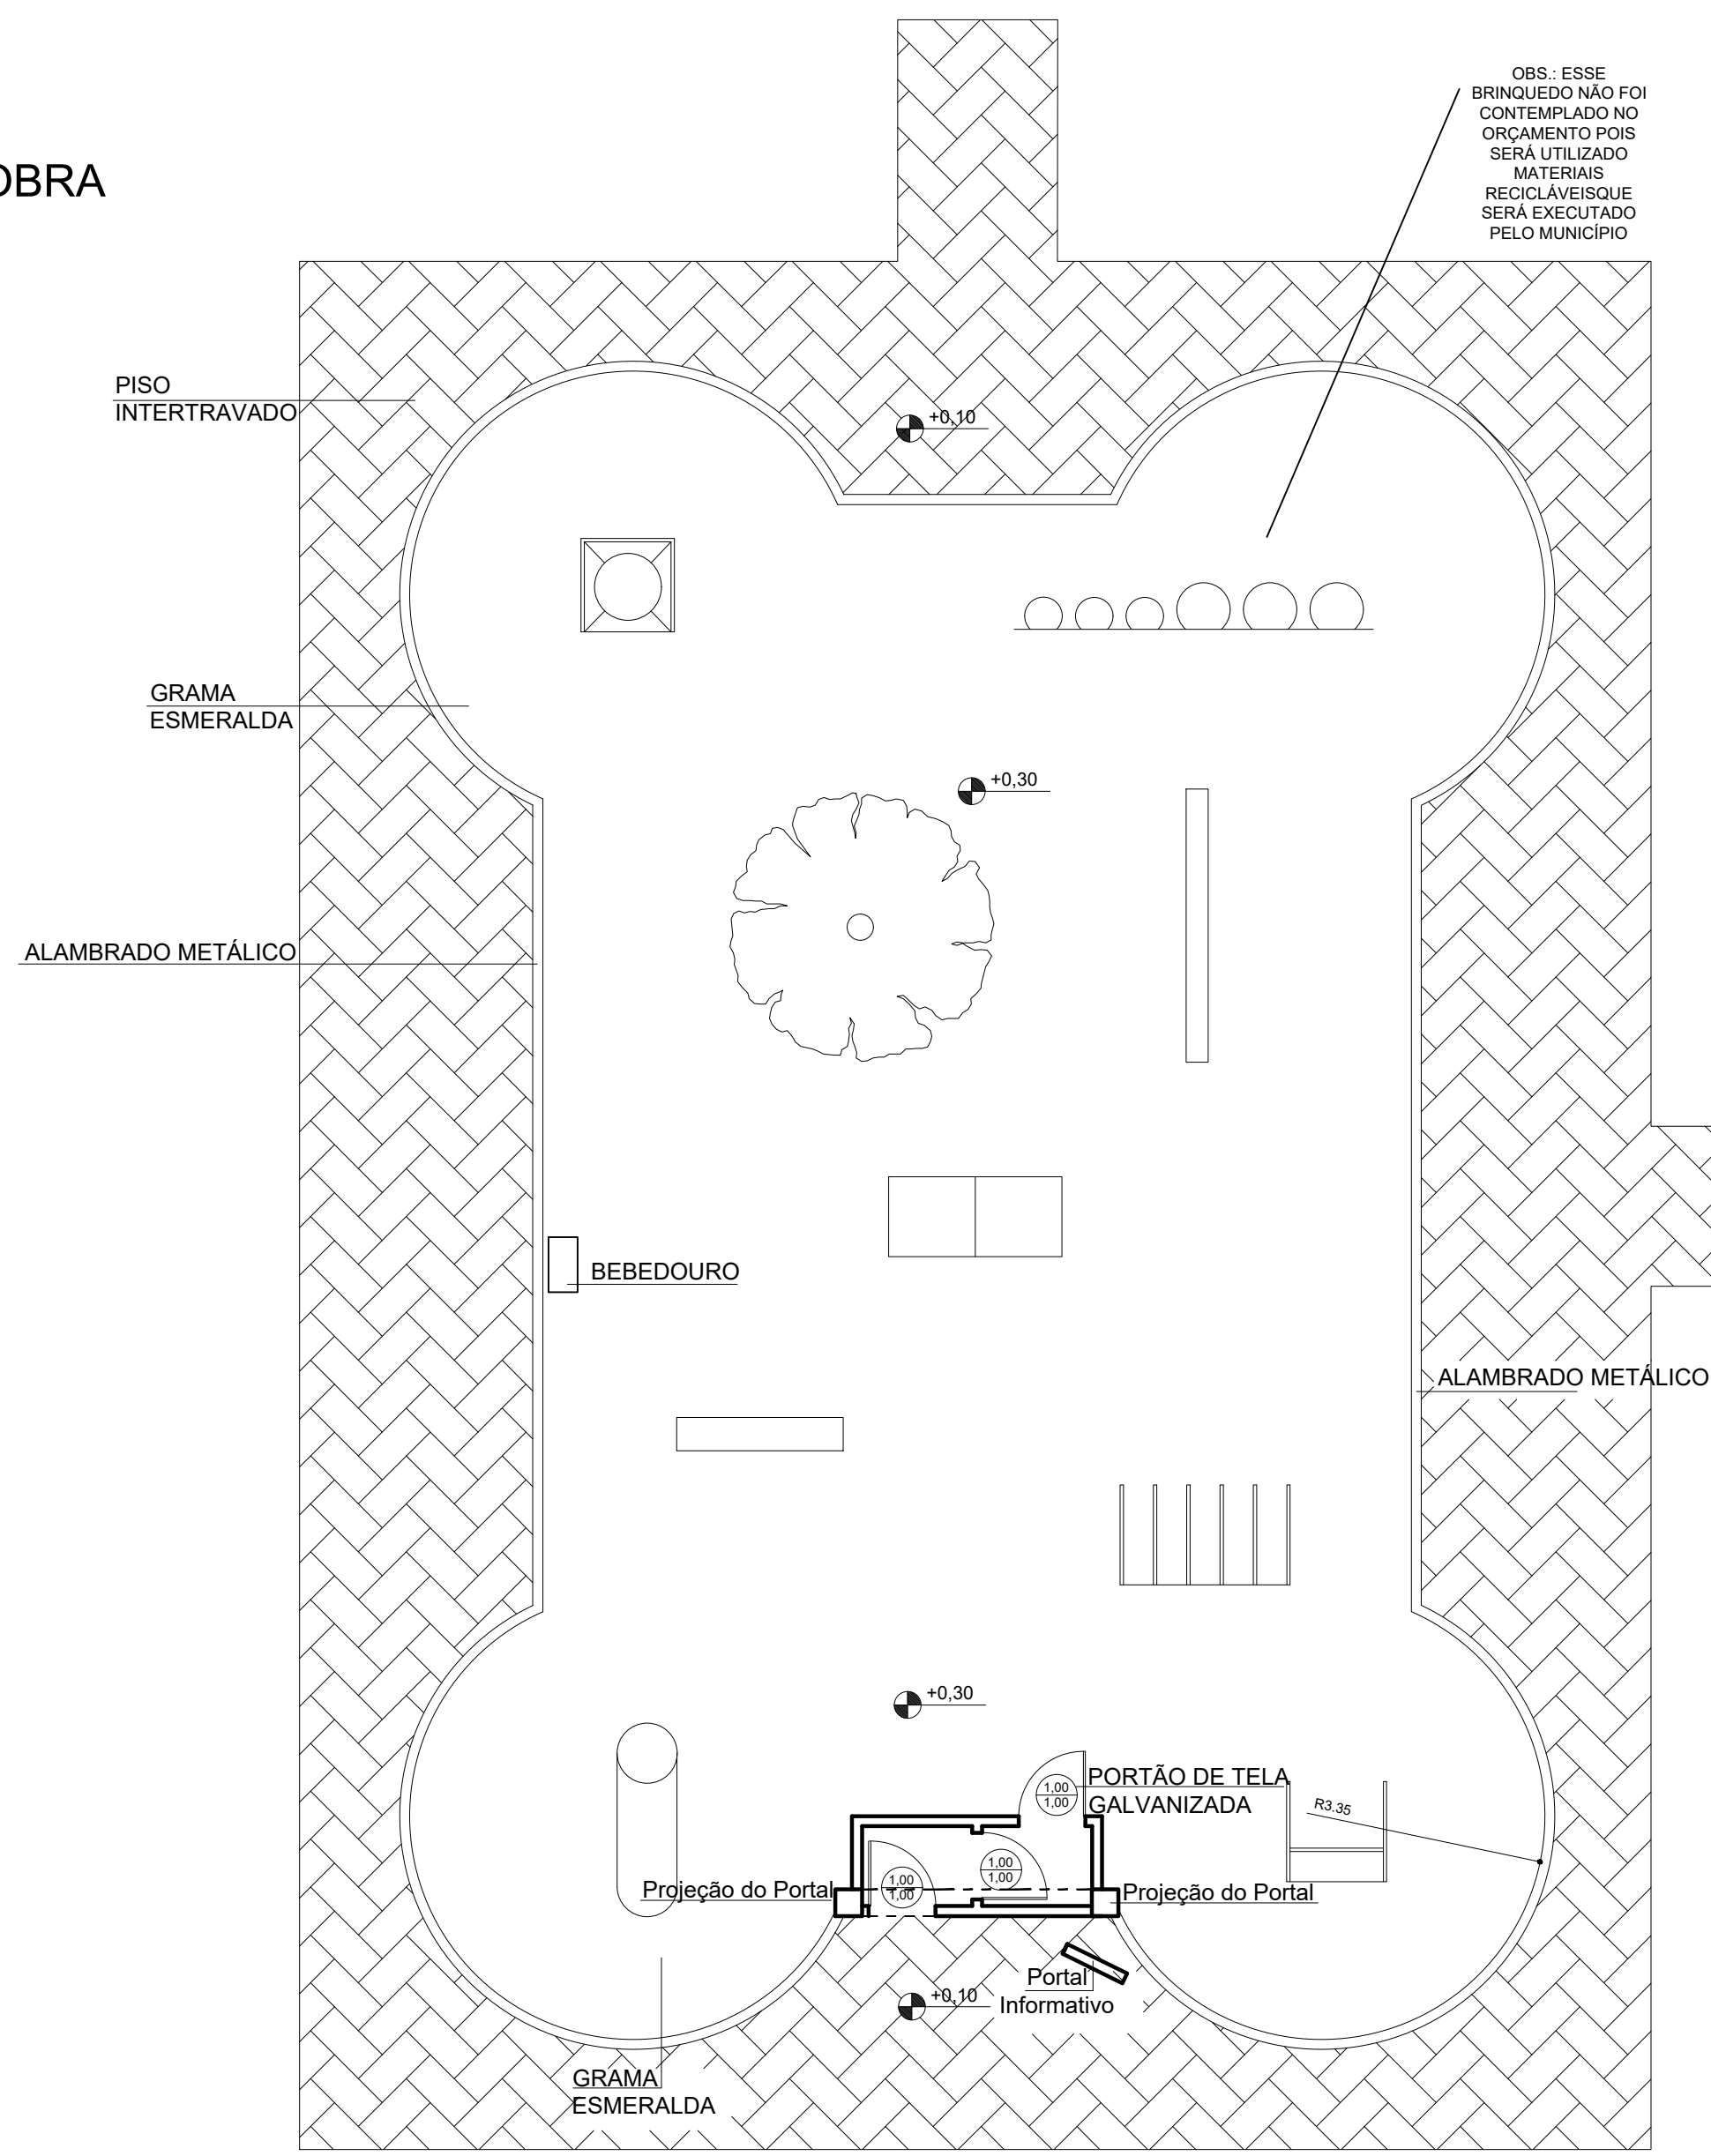 OBRA
OBS.: ESSE
BRINQUEDO NÃO FOI
CONTEMPLADO NO
ORÇAMENTO POIS
SERÁ UTILIZADO
MATERIAIS
RECICLÁVEISQUE
SERÁ EXECUTADO
PELO MUNICÍPIO
PISO
INTERTRAVADO
+0,10
GRAMA
ESMERALDA
+0,30
ALAMBRADO METÁLICO
BEBEDOURO
ALAMBRADO METÁLICO
+0,30
PORTÃO DE TELA
GALVANIZADA
1,00
1,00
R3.35
1,00
1,00
1,00
1,00
Projeção do Portal
Projeção do Portal
Portal
Informativo
+0,10
GRAMA
ESMERALDA